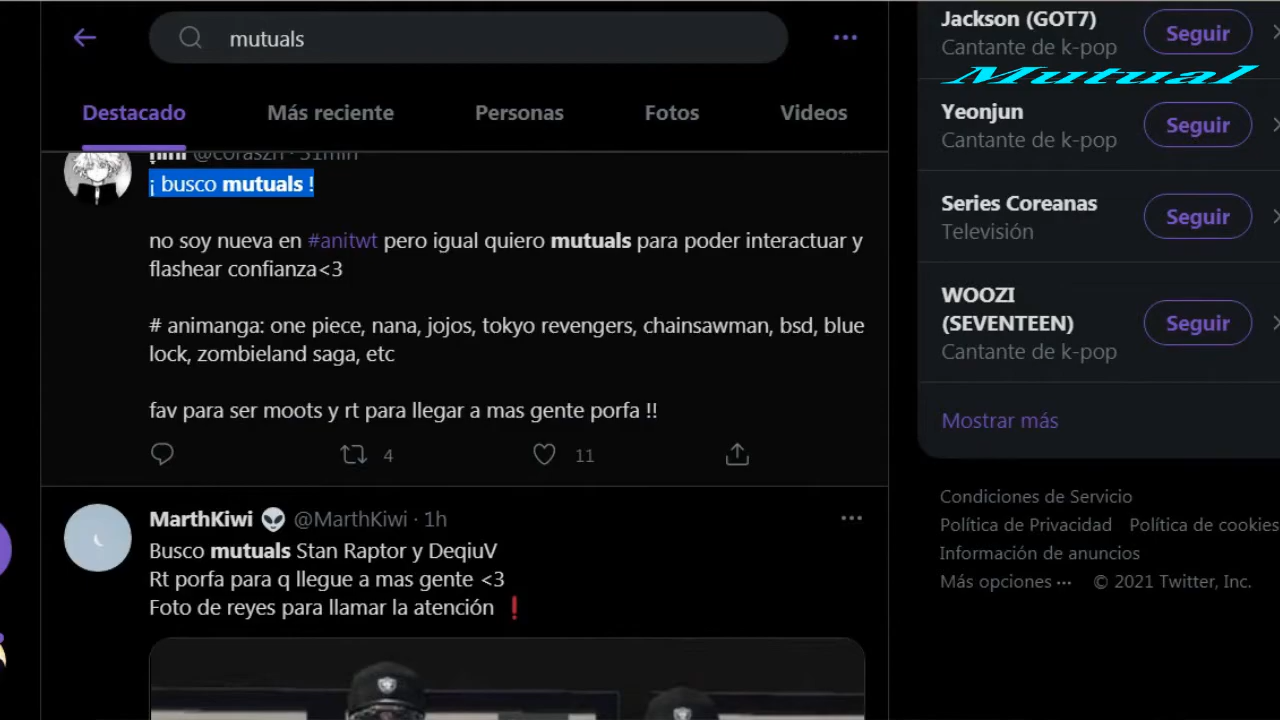 mutuals
Destacado
Más reciente
Personas
Fotos
Videos
@coraszn · 31min
¡ busco mutuals !
no soy nueva en #anitwt pero igual quiero mutuals para poder interactuar y
flashear confianza<3
# animanga: one piece, nana, jojos, tokyo revengers, chainsawman, bsd, blue
lock, zombieland saga, etc
fav para ser moots y rt para llegar a mas gente porfa !!
4
11
MarthKiwi @MarthKiwi · 1h
Busco mutuals Stan Raptor y DeqiuV
Rt porfa para q llegue a mas gente <3
Foto de reyes para llamar la atención ❗
Jackson (GOT7)
Cantante de k-pop
Seguir
Mutual
Yeonjun
Cantante de k-pop
Seguir
Series Coreanas
Televisión
Seguir
WOOZI
(SEVENTEEN)
Cantante de k-pop
Seguir
Mostrar más
Condiciones de Servicio
Política de Privacidad Política de cookies
Información de anuncios
Más opciones ··· © 2021 Twitter, Inc.